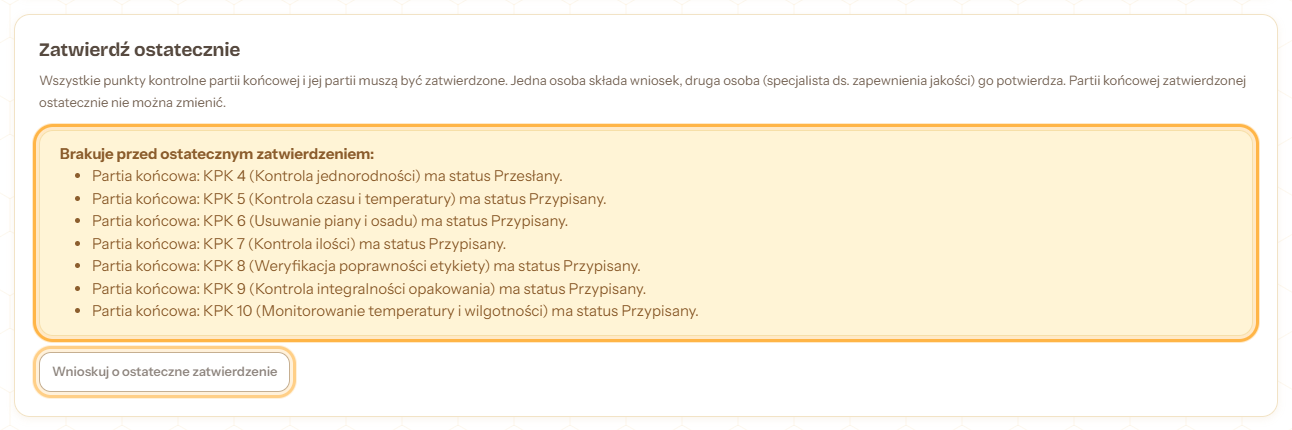 Zatwierdź ostatecznie
Wszystkie punkty kontrolne partii końcowej i jej partii muszą być zatwierdzone. Jedna osoba składa wniosek, druga osoba (specjalista ds. zapewnienia jakości) go potwierdza. Partii końcowej zatwierdzonej
ostatecznie nie można zmienić.
Brakuje przed ostatecznym zatwierdzeniem:
• Partia końcowa: KPK 4 (Kontrola jednorodności) ma status Przesłany.
• Partia końcowa: KPK 5 (Kontrola czasu i temperatury) ma status Przypisany.
• Partia końcowa: KPK 6 (Usuwanie piany i osadu) ma status Przypisany.
• Partia końcowa: KPK 7 (Kontrola ilości) ma status Przypisany.
• Partia końcowa: KPK 8 (Weryfikacja poprawności etykiety) ma status Przypisany.
• Partia końcowa: KPK 9 (Kontrola integralności opakowania) ma status Przypisany.
• Partia końcowa: KPK 10 (Monitorowanie temperatury i wilgotności) ma status Przypisany.
Wnioskuj o ostateczne zatwierdzenie